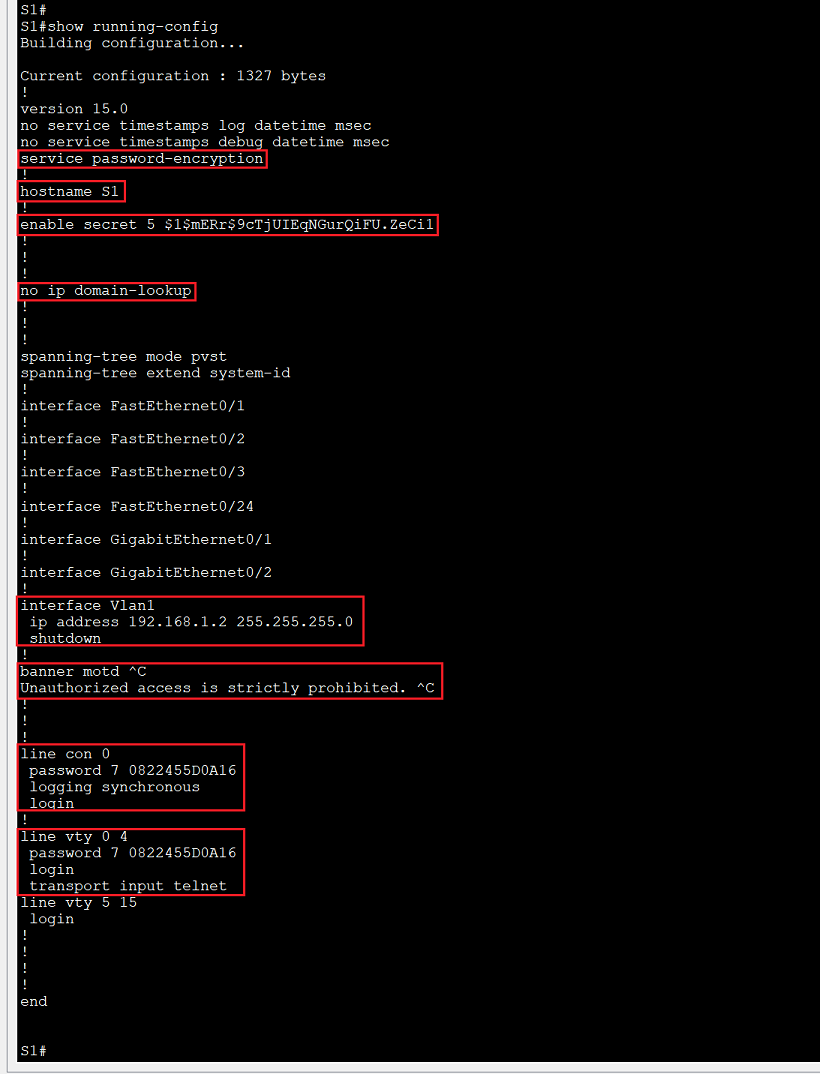 S1#
S1#show running-config
Building configuration...
Current configuration : 1327 bytes
!
version 15.0
no service timestamps log datetime msec
no service timestamps debug datetime msec
service password-encryption
!
hostname S1
!
enable secret 5 $1$mERr$9cTjUIEqNGurQiFU.ZeCi1
!
!
!
no ip domain-lookup
!
!
!
spanning-tree mode pvst
spanning-tree extend system-id
!
interface FastEthernet0/1
!
interface FastEthernet0/2
!
interface FastEthernet0/3
!
interface FastEthernet0/24
!
interface GigabitEthernet0/1
!
interface GigabitEthernet0/2
!
interface Vlan1
 ip address 192.168.1.2 255.255.255.0
 shutdown
!
banner motd ^C
Unauthorized access is strictly prohibited. ^C
!
!
!
line con 0
 password 7 0822455D0A16
 logging synchronous
 login
!
line vty 0 4
 password 7 0822455D0A16
 login
 transport input telnet
line vty 5 15
 login
!
!
!
!
end
S1#